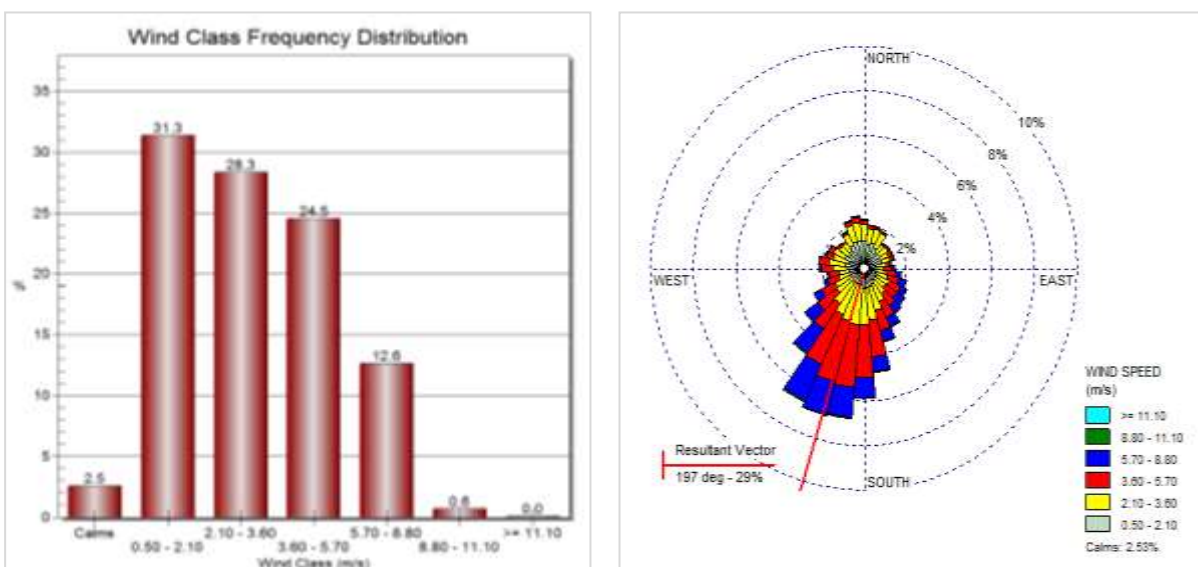 Wind Class Frequency Distribution
35
30
25
20
15
10
5
0
%
31.3
28.3
24.5
12.6
2.5
0.6
0.0
Calms 2.10 - 3.60 5.70 - 8.80 >= 11.10
0.50 - 2.10 3.60 - 5.70 8.80 - 11.10
Wind Class (m/s)
NORTH
10%
8%
6%
4%
2%
WEST
EAST
SOUTH
Resultant Vector
197 deg - 29%
WIND SPEED
(m/s)
>= 11.10
8.80 - 11.10
5.70 - 8.80
3.60 - 5.70
2.10 - 3.60
0.50 - 2.10
Calms: 2.53%